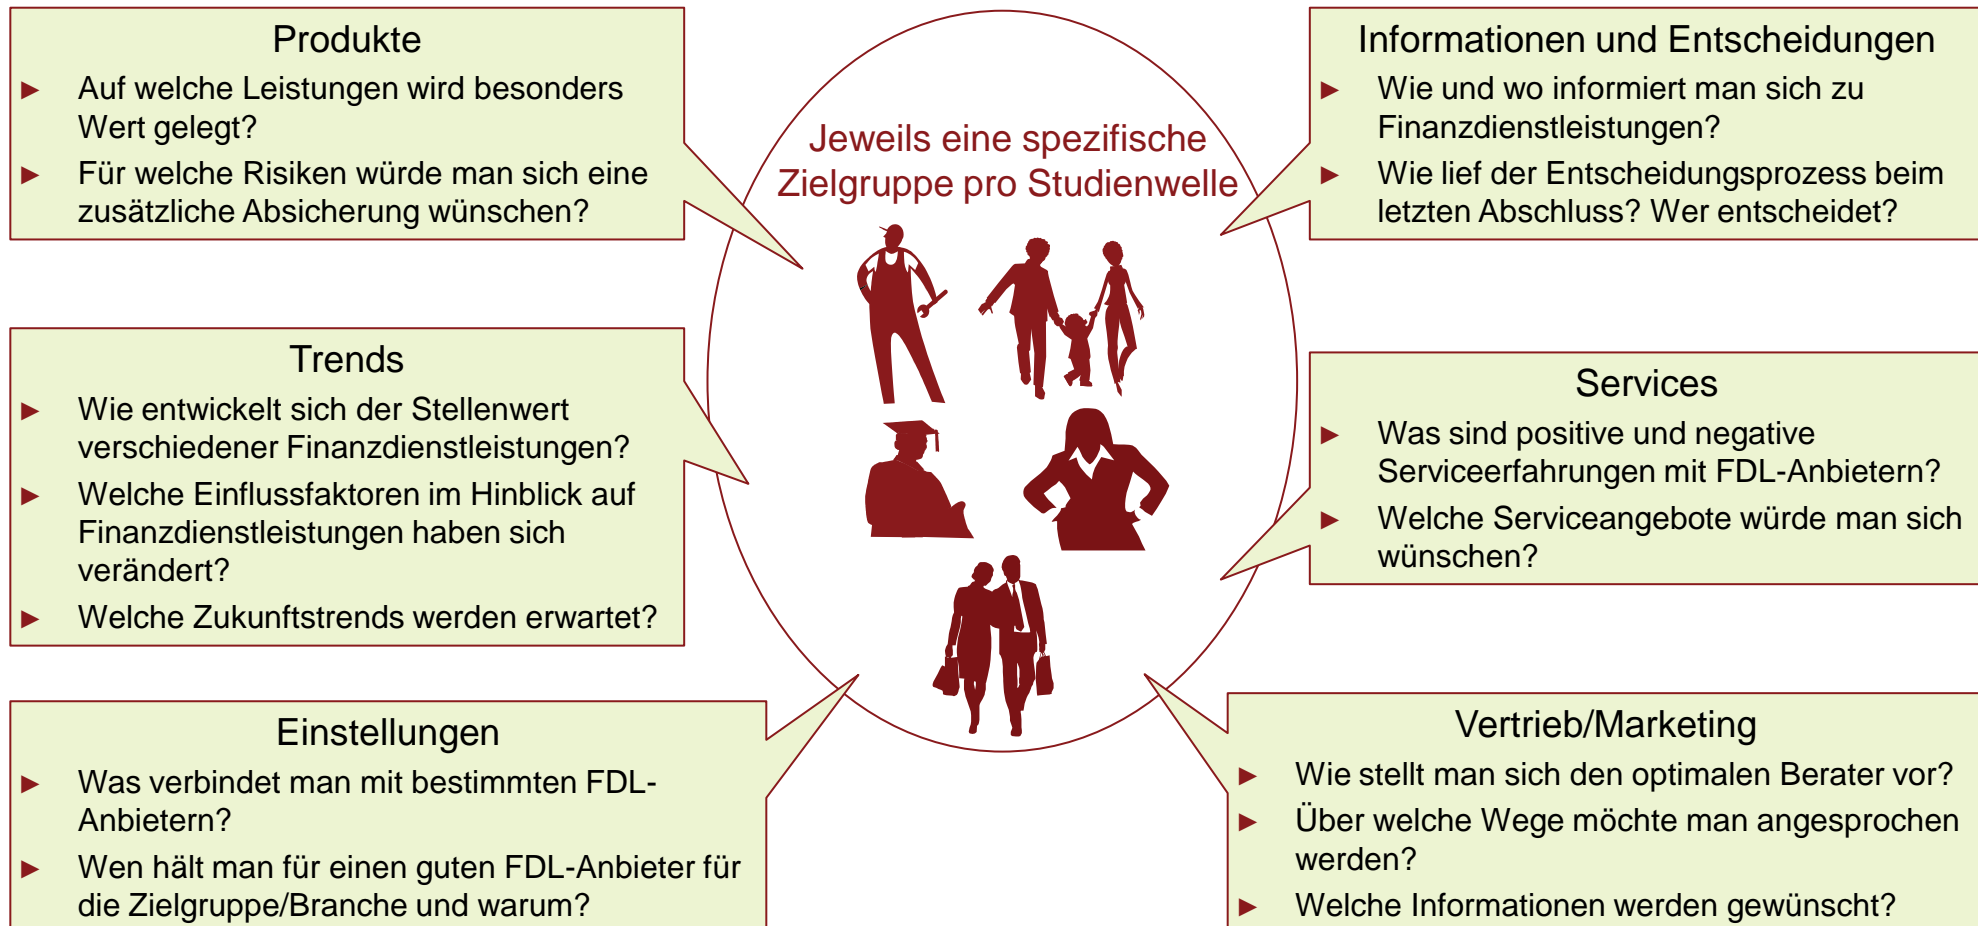 Produkte
► Auf welche Leistungen wird besonders
Wert gelegt?
► Für welche Risiken würde man sich eine
zusätzliche Absicherung wünschen?
Trends
► Wie entwickelt sich der Stellenwert
verschiedener Finanzdienstleistungen?
► Welche Einflussfaktoren im Hinblick auf
Finanzdienstleistungen haben sich
verändert?
► Welche Zukunftstrends werden erwartet?
Einstellungen
► Was verbindet man mit bestimmten FDL-
Anbietern?
► Wen hält man für einen guten FDL-Anbieter für
die Zielgruppe/Branche und warum?
Jeweils eine spezifische
Zielgruppe pro Studienwelle
Informationen und Entscheidungen
► Wie und wo informiert man sich zu
Finanzdienstleistungen?
► Wie lief der Entscheidungsprozess beim
letzten Abschluss? Wer entscheidet?
Services
► Was sind positive und negative
Serviceerfahrungen mit FDL-Anbietern?
► Welche Serviceangebote würde man sich
wünschen?
Vertrieb/Marketing
► Wie stellt man sich den optimalen Berater vor?
► Über welche Wege möchte man angesprochen
werden?
► Welche Informationen werden gewünscht?